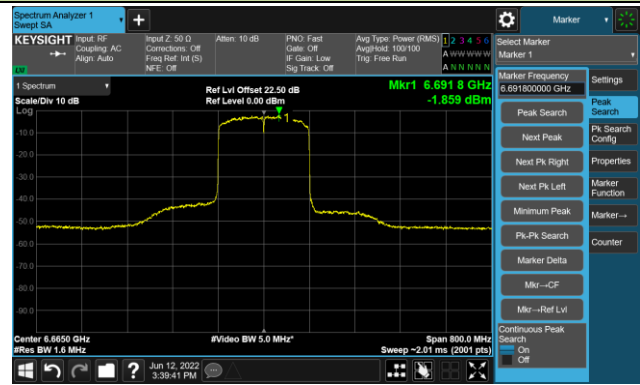 Spectrum Analyzer 1
Swept SA
+
Marker
KEYSIGHT
Input: RF
Coupling: AC
Align: Auto
Input Z: 50 Ω
Corrections: Off
Freq Ref: Int (S)
NFE: Off
Atten: 10 dB
PNO: Fast
Gate: Off
IF Gain: Low
Sig Track: Off
Avg Type: Power (RMS)
Avg|Hold: 100/100
Trig: Free Run
1 2 3 4 5 6
A W W W W W
A N N N N N
Select Marker
Marker 1
1 Spectrum
Scale/Div 10 dB
Ref Lvl Offset 22.50 dB
Ref Level 0.00 dBm
Mkr1 6.691 8 GHz
-1.859 dBm
Log
1
-10.0
-20.0
-30.0
-40.0
-50.0
-60.0
-70.0
-80.0
-90.0
Center 6.6650 GHz
#Res BW 1.6 MHz
#Video BW 5.0 MHz*
Span 800.0 MHz
Sweep ~2.01 ms (2001 pts)
Marker Frequency
6.691800000 GHz
Peak Search
Next Peak
Next Pk Right
Next Pk Left
Minimum Peak
Pk-Pk Search
Marker Delta
Mkr→CF
Mkr→Ref Lvl
Continuous Peak
Search
On
Off
Settings
Peak
Search
Pk Search
Config
Properties
Marker
Function
Marker→
Counter
?
Jun 12, 2022
3:39:41 PM